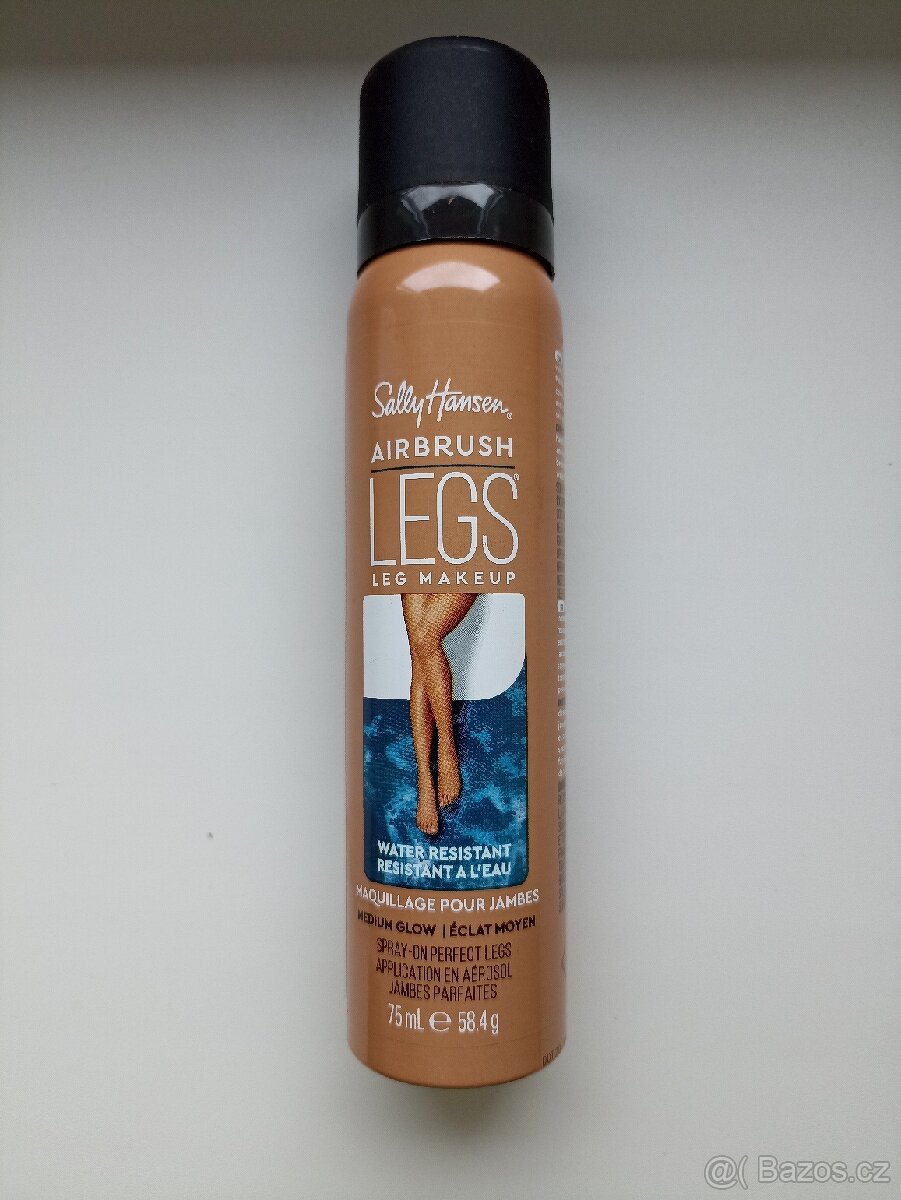 Sally Hansen®
AIRBRUSH
LEGS®
LEG MAKEUP
WATER RESISTANT
RESISTANT A L'EAU
MAQUILLAGE POUR JAMBES
MEDIUM GLOW | ÉCLAT MOYEN
SPRAY-ON PERFECT LEGS
APPLICATION EN AÉROSOL
JAMBES PARFAITES
75 mL ℮ 58.4 g
@( Bazos.cz